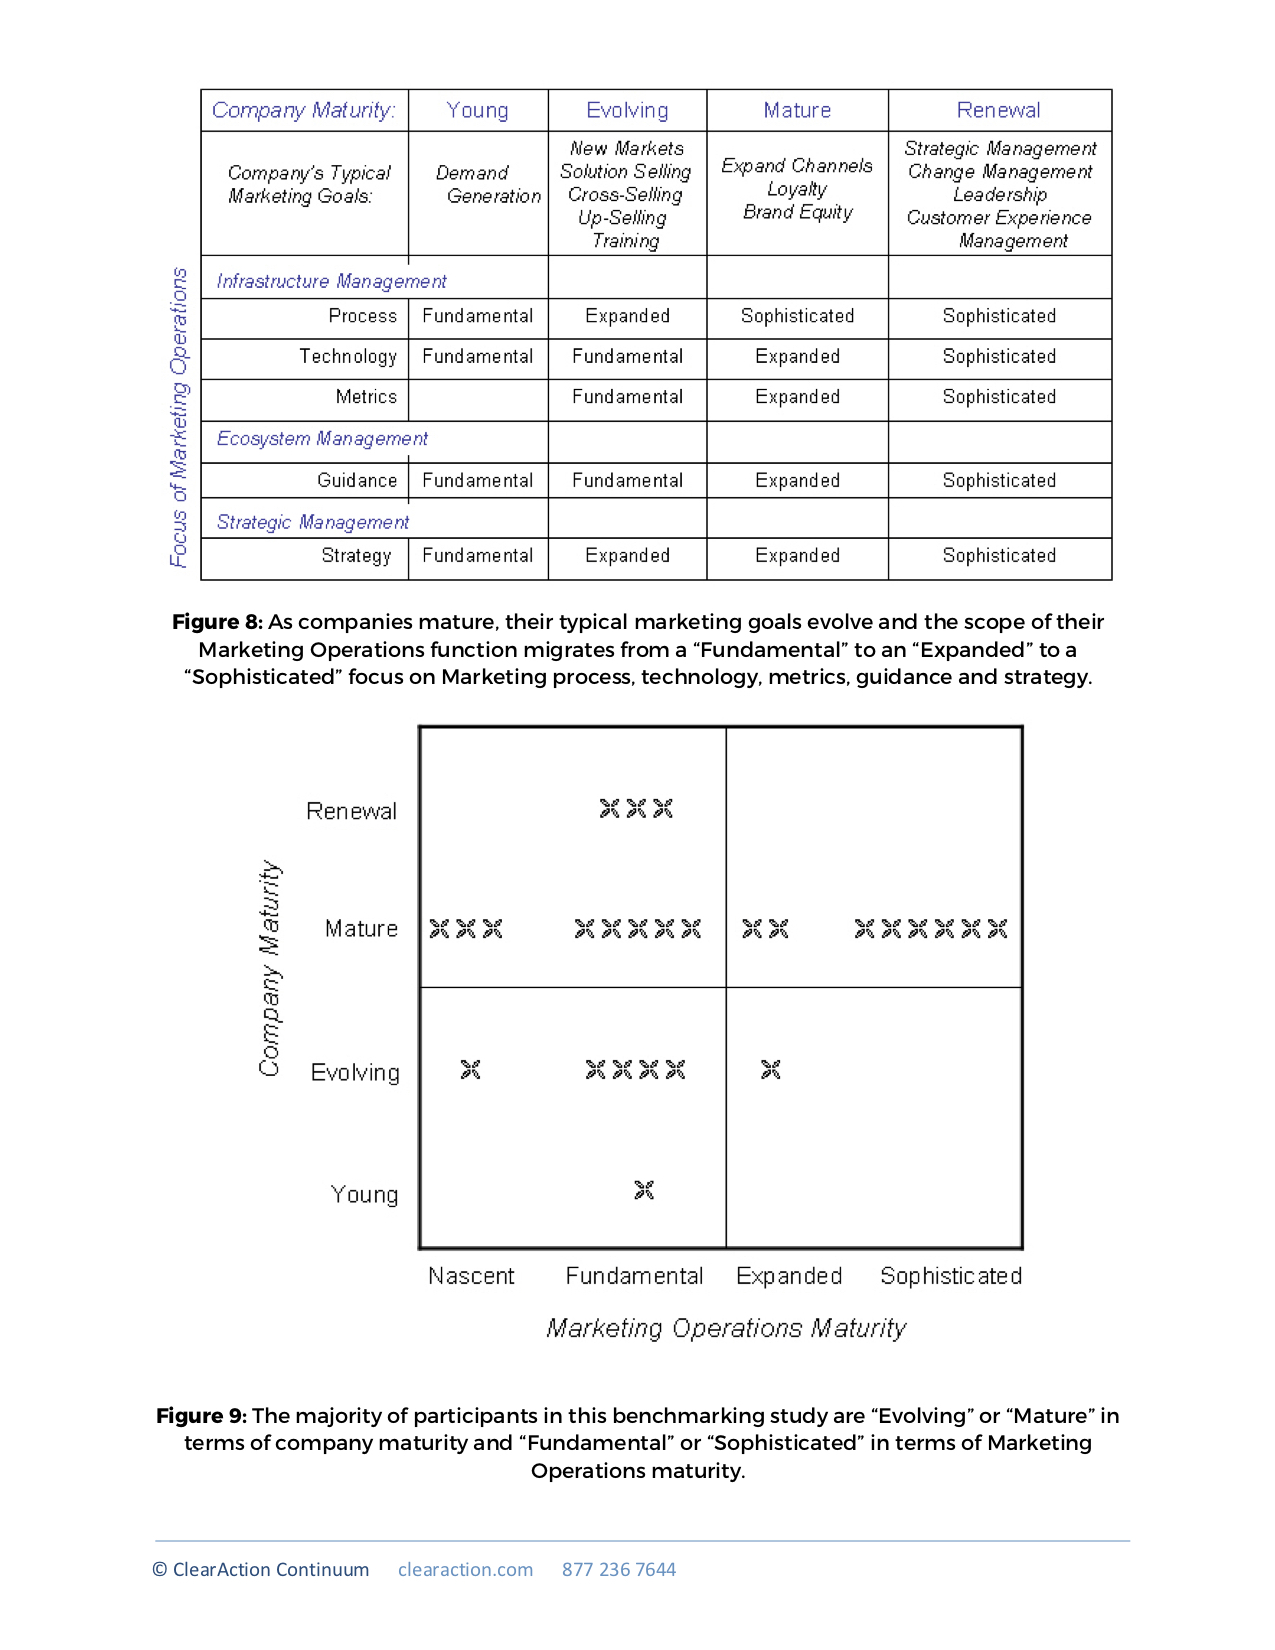 Company Maturity: Young Evolving Mature Renewal
Company's Typical Marketing Goals:
Demand Generation
New Markets
Solution Selling
Cross-Selling
Up-Selling
Training
Expand Channels
Loyalty
Brand Equity
Strategic Management
Change Management
Leadership
Customer Experience
Management
Focus of Marketing Operations
Infrastructure Management
Process Fundamental Expanded Sophisticated Sophisticated
Technology Fundamental Fundamental Expanded Sophisticated
Metrics Fundamental Expanded Sophisticated
Ecosystem Management
Guidance Fundamental Fundamental Expanded Sophisticated
Strategic Management
Strategy Fundamental Expanded Expanded Sophisticated
Figure 8: As companies mature, their typical marketing goals evolve and the scope of their
Marketing Operations function migrates from a “Fundamental” to an “Expanded” to a
“Sophisticated” focus on Marketing process, technology, metrics, guidance and strategy.
Company Maturity
Renewal
Mature
Evolving
Young
Nascent Fundamental Expanded Sophisticated
Marketing Operations Maturity
Figure 9: The majority of participants in this benchmarking study are “Evolving” or “Mature” in
terms of company maturity and “Fundamental” or “Sophisticated” in terms of Marketing
Operations maturity.
© ClearAction Continuum clearaction.com 877 236 7644